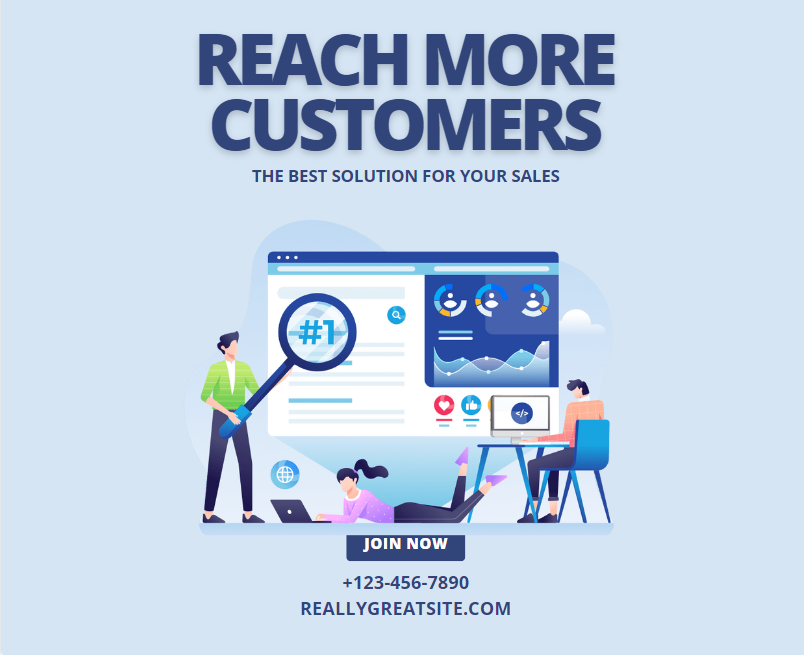 REACH MORE
CUSTOMERS
THE BEST SOLUTION FOR YOUR SALES
#1
</>
JOIN NOW
+123-456-7890
REALLYGREATSITE.COM